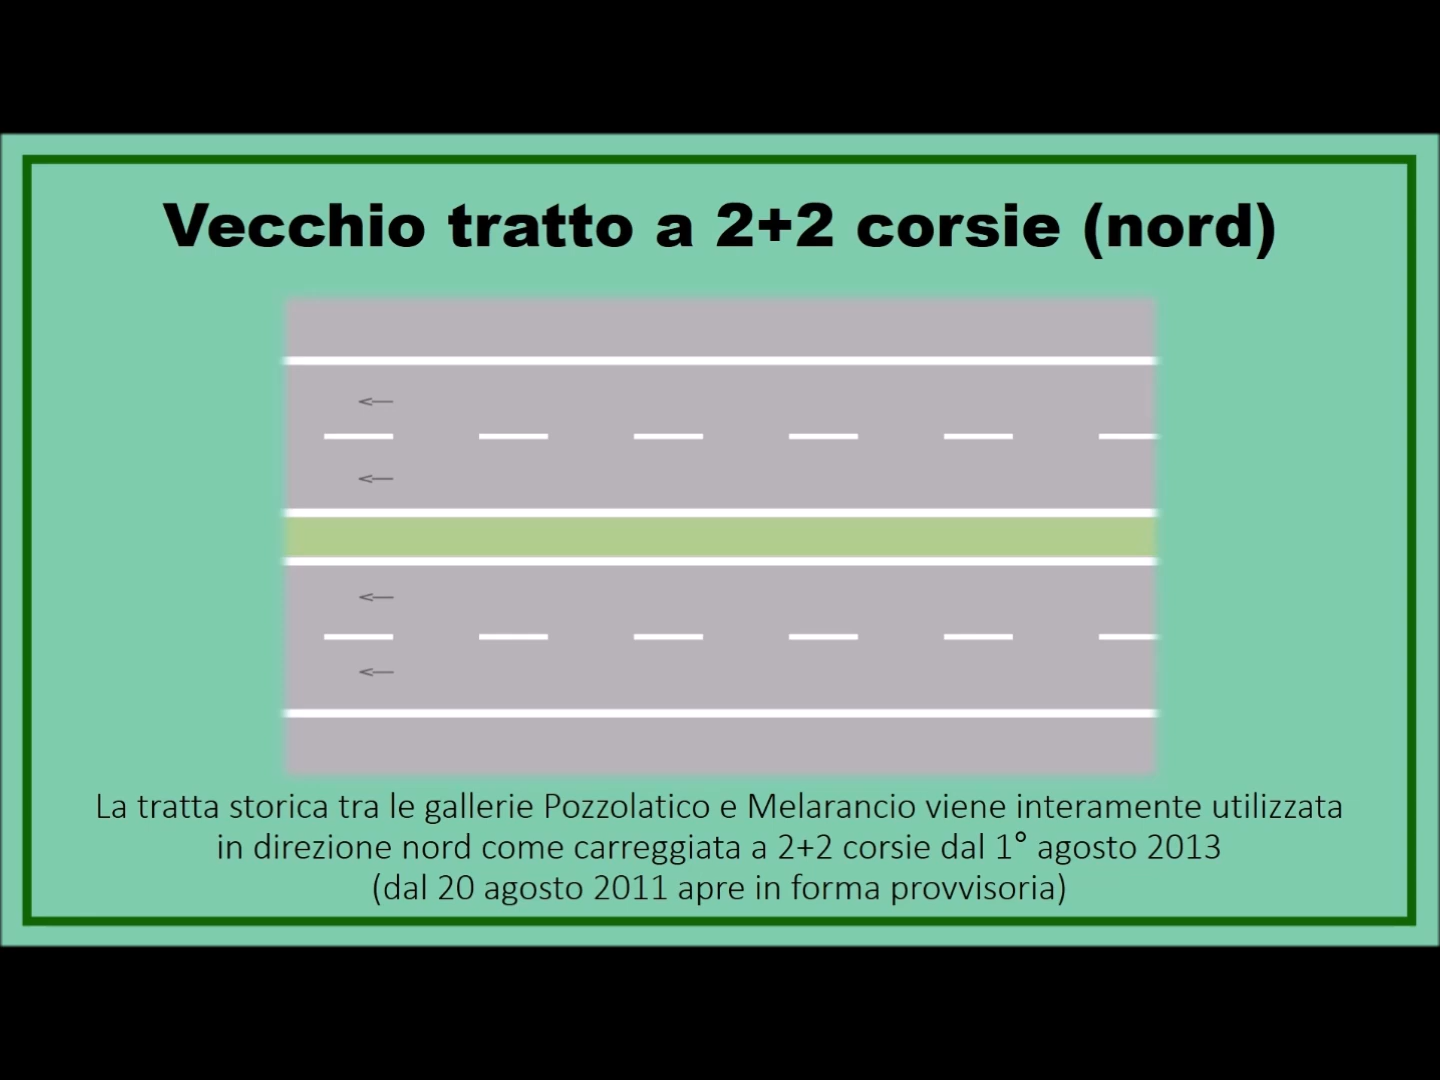 Vecchio tratto a 2+2 corsie (nord)
La tratta storica tra le gallerie Pozzolatico e Melarancio viene interamente utilizzata
in direzione nord come carreggiata a 2+2 corsie dal 1° agosto 2013
(dal 20 agosto 2011 apre in forma provvisoria)